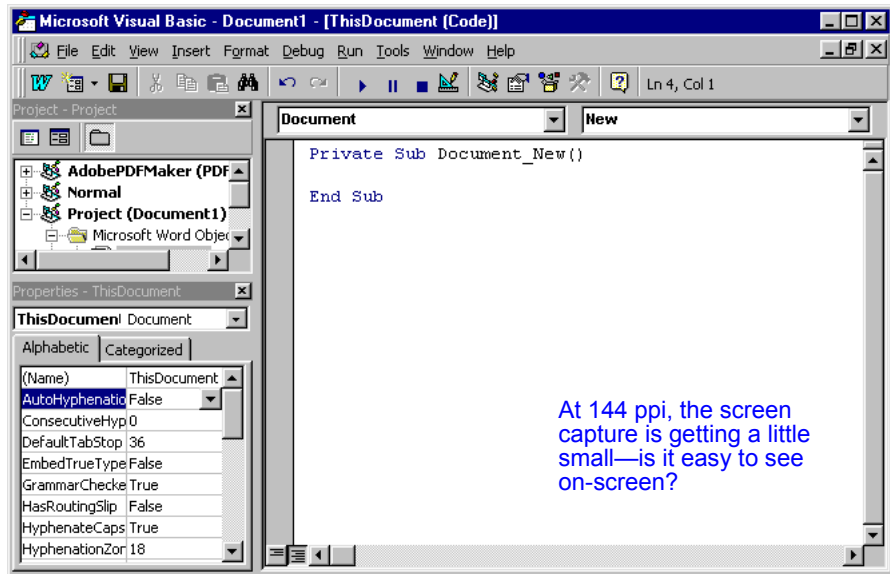 Microsoft Visual Basic - Document1 - [ThisDocument (Code)]
File Edit View Insert Format Debug Run Tools Window Help
Ln 4, Col 1
Project - Project
Document New
AdobePDFMaker (PDF
Normal
Project (Document1)
Microsoft Word Objec
Private Sub Document_New()
End Sub
Properties - ThisDocument
ThisDocument Document
Alphabetic Categorized
(Name) ThisDocument
AutoHyphenatio False
ConsecutiveHyp 0
DefaultTabStop 36
EmbedTrueType False
GrammarChecke True
HasRoutingSlip False
HyphenateCaps True
HyphenationZor 18
At 144 ppi, the screen
capture is getting a little
small—is it easy to see
on-screen?